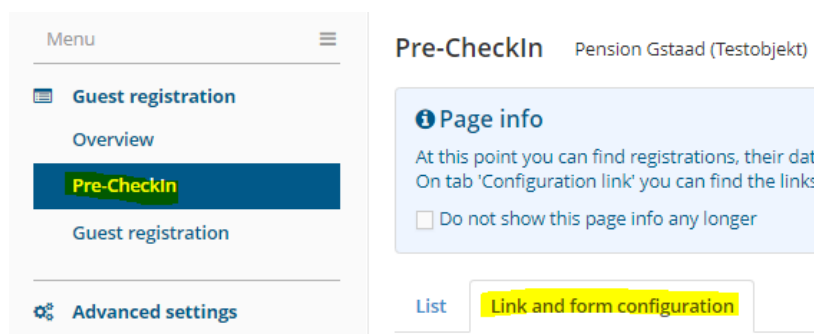 Menu
Guest registration
Overview
Pre-CheckIn
Guest registration
Advanced settings
Pre-CheckIn Pension Gstaad (Testobjekt)
Page info
At this point you can find registrations, their
On tab 'Configuration link' you can find the links
Do not show this page info any longer
List Link and form configuration